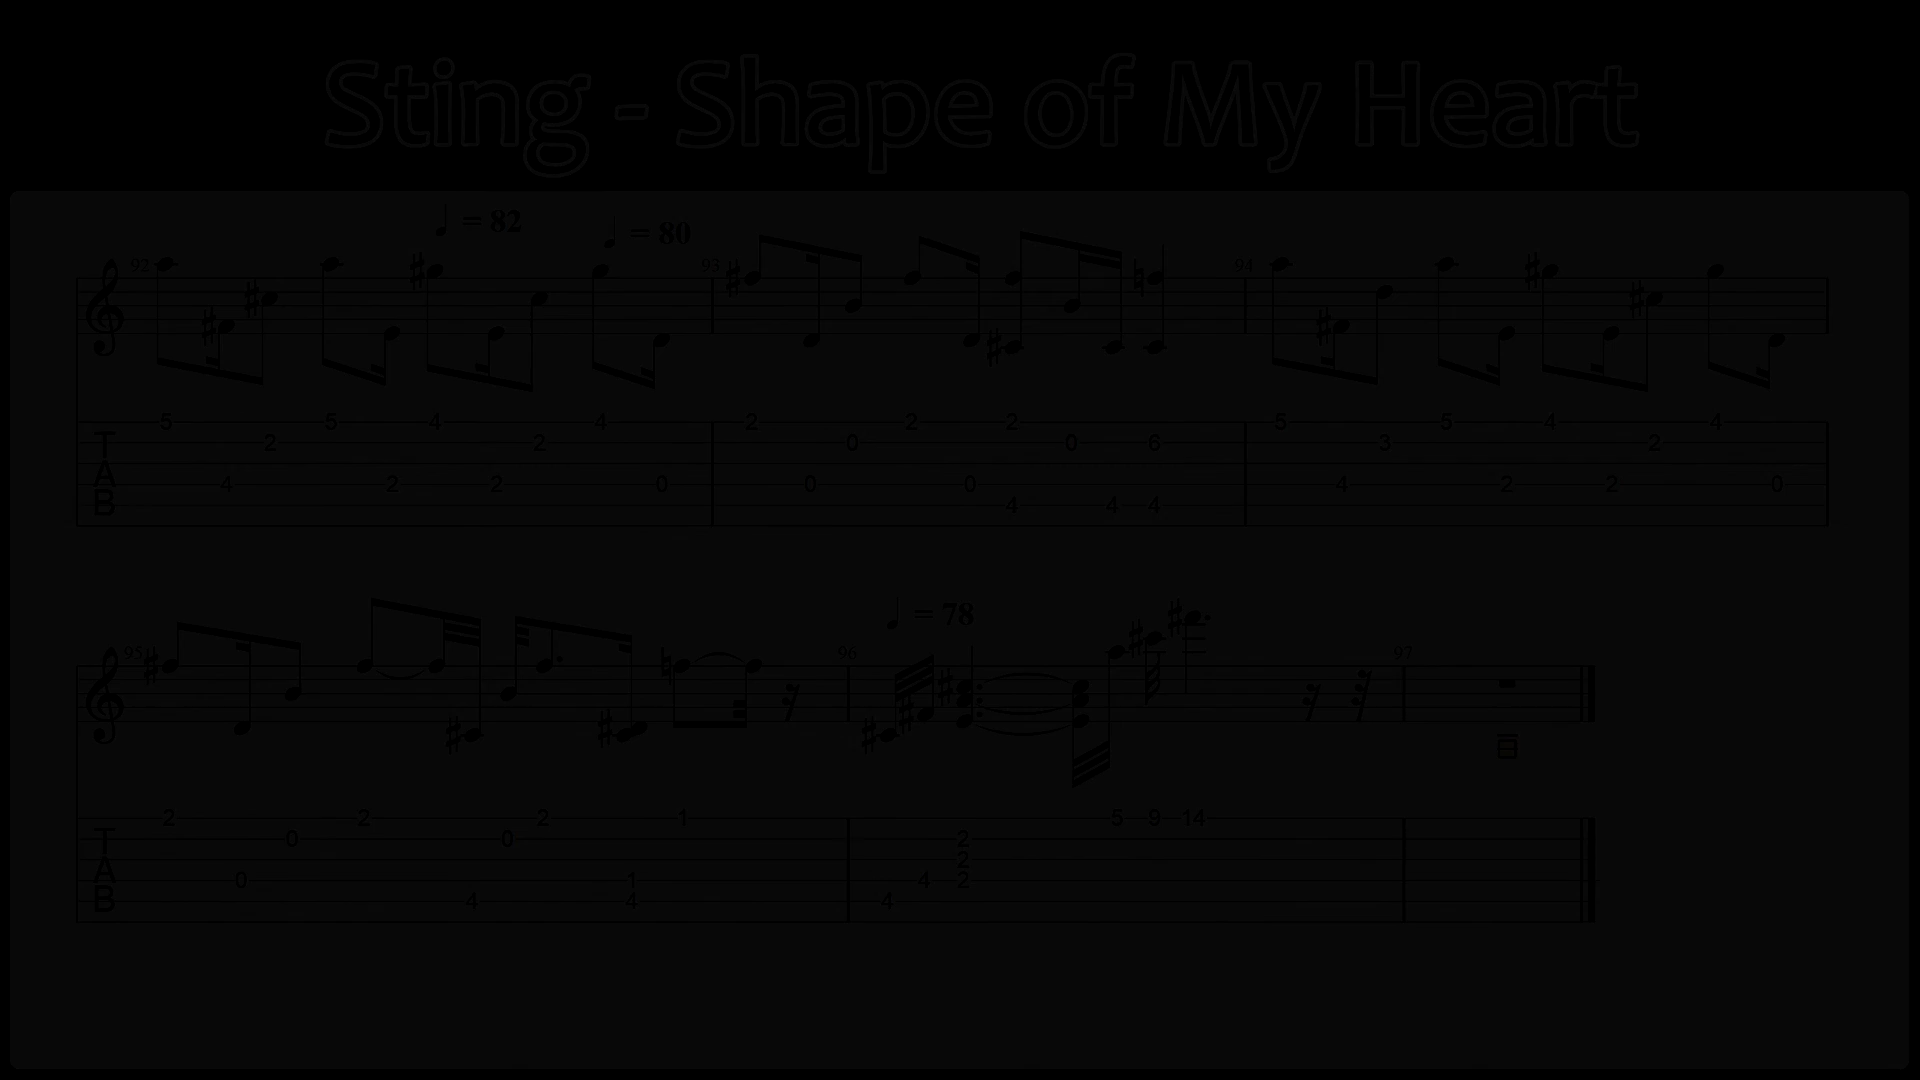 Sting - Shape of My Heart
= 82 = 80
92 93 94
5 5 4 4 2 2 2 5 5 4 4
T 2 2 0 0 6 3 2
A 4 2 2 0 0 0 4 2 2 0
B 4 4 4
= 78
95 96 97
2 2 2 1 5 9 14
T 0 0 2
2
A 0 1 4 2
B 4 4 4